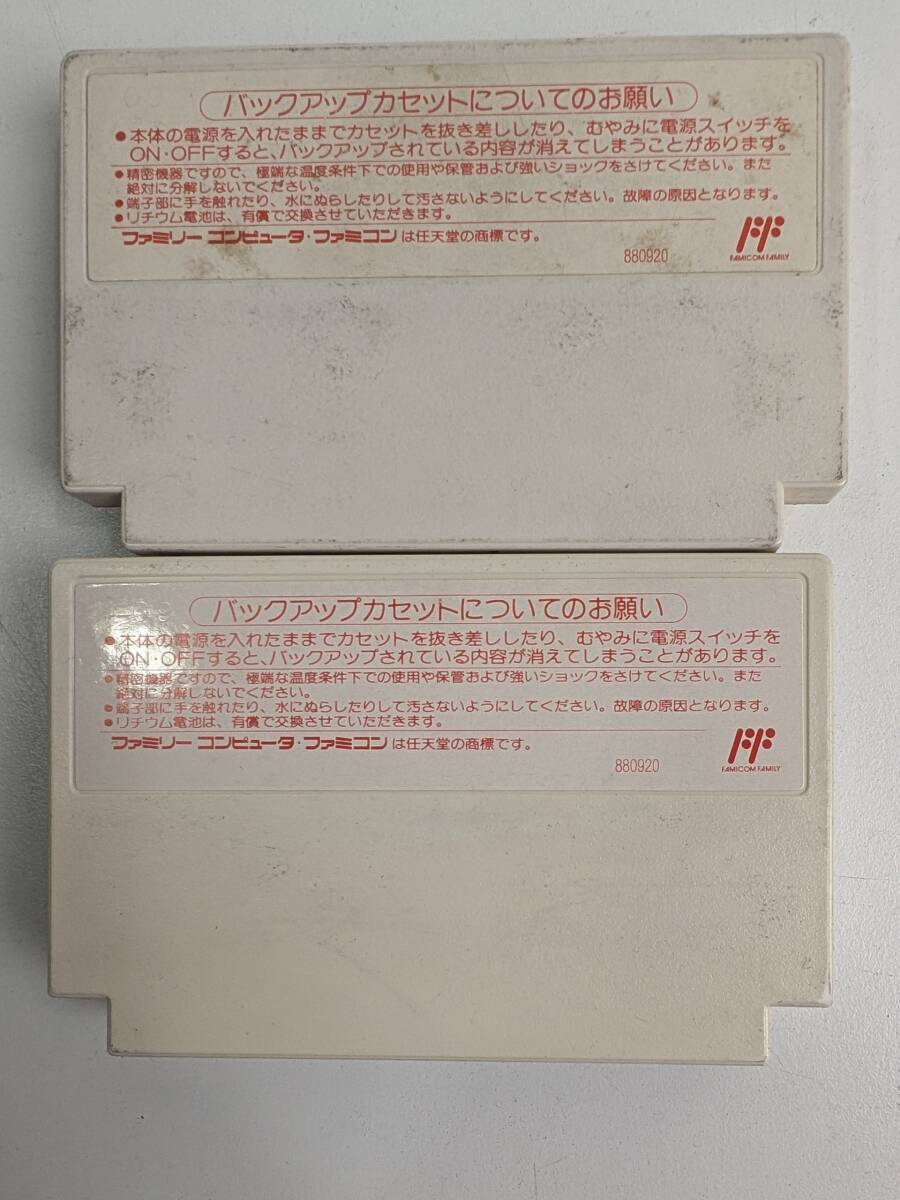 バックアップカセットについてのお願い
●本体の電源を入れたままでカセットを抜き差ししたり、むやみに電源スイッチを
ON・OFFすると、バックアップされている内容が消えてしまうことがあります。
●精密機器ですので、極端な温度条件下での使用や保管および強いショックをさけてください。また
絶対に分解しないでください。
●端子部に手を触れたり、水にぬらしたりして汚さないようにしてください。故障の原因となります。
●リチウム電池は、有償で交換させていただきます。
ファミリー コンピュータ・ファミコンは任天堂の商標です。
880920
FAMICOM FAMILY
バックアップカセットについてのお願い
●本体の電源を入れたままでカセットを抜き差ししたり、むやみに電源スイッチを
ON・OFFすると、バックアップされている内容が消えてしまうことがあります。
●精密機器ですので、極端な温度条件下での使用や保管および強いショックをさけてください。また
絶対に分解しないでください。
●端子部に手を触れたり、水にぬらしたりして汚さないようにしてください。故障の原因となります。
●リチウム電池は、有償で交換させていただきます。
ファミリー コンピュータ・ファミコンは任天堂の商標です。
880920
FAMICOM FAMILY